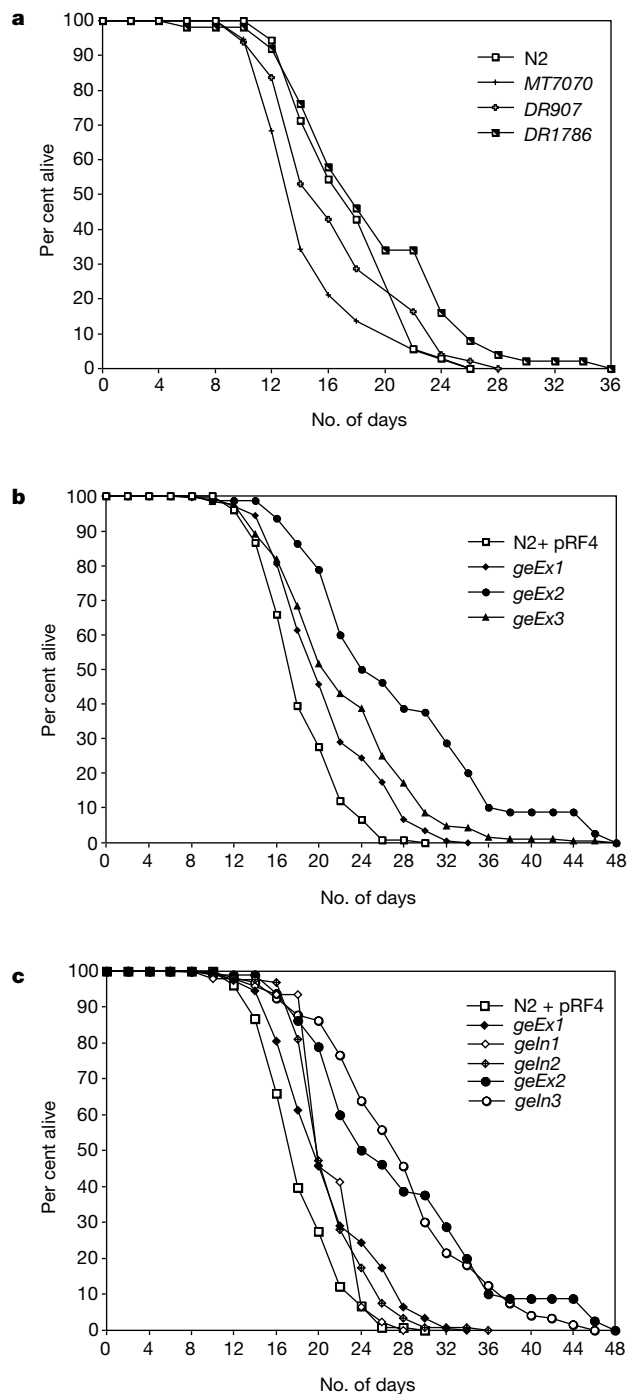 a
100
90
80
70
60
50
40
30
20
10
0
Per cent alive
N2
MT7070
DR907
DR1786
0 4 8 12 16 20 24 28 32 36
No. of days
b
100
90
80
70
60
50
40
30
20
10
0
Per cent alive
N2+ pRF4
geEx1
geEx2
geEx3
0 4 8 12 16 20 24 28 32 36 40 44 48
No. of days
c
100
90
80
70
60
50
40
30
20
10
0
Per cent alive
N2 + pRF4
geEx1
geIn1
geIn2
geEx2
geIn3
0 4 8 12 16 20 24 28 32 36 40 44 48
No. of days